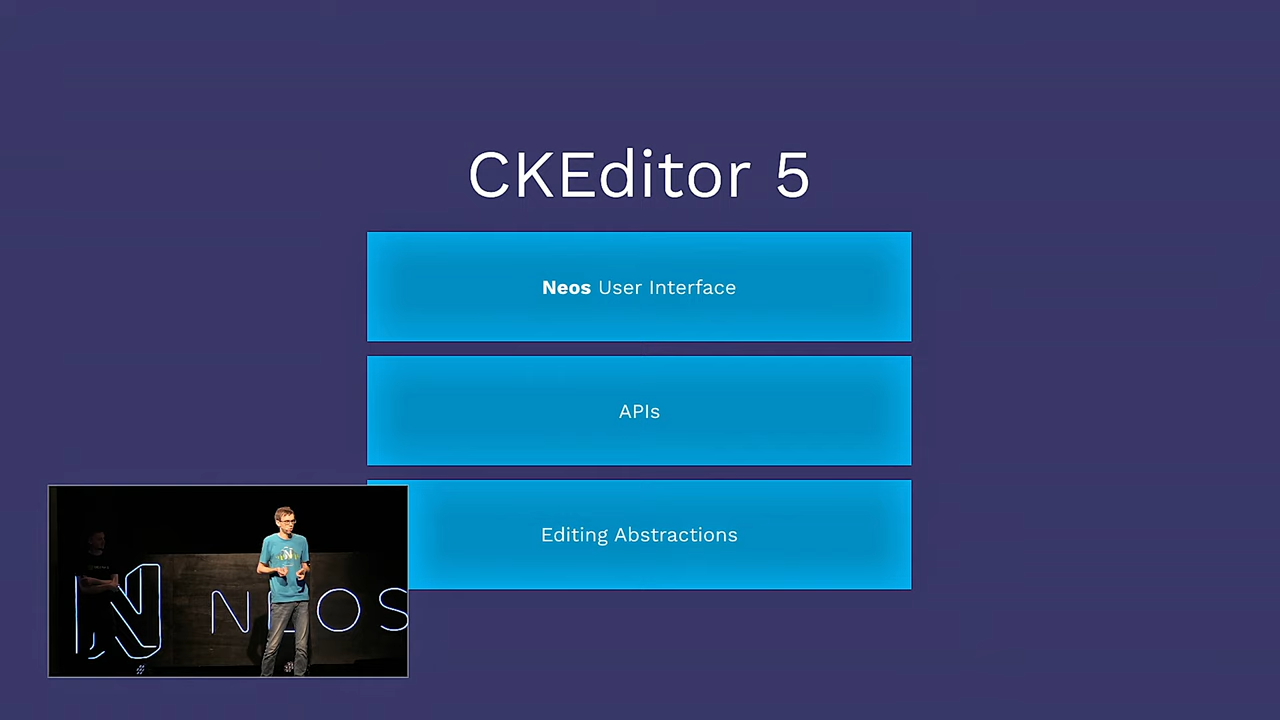 CKEditor 5
Neos User Interface
APIs
Editing Abstractions
NEOS